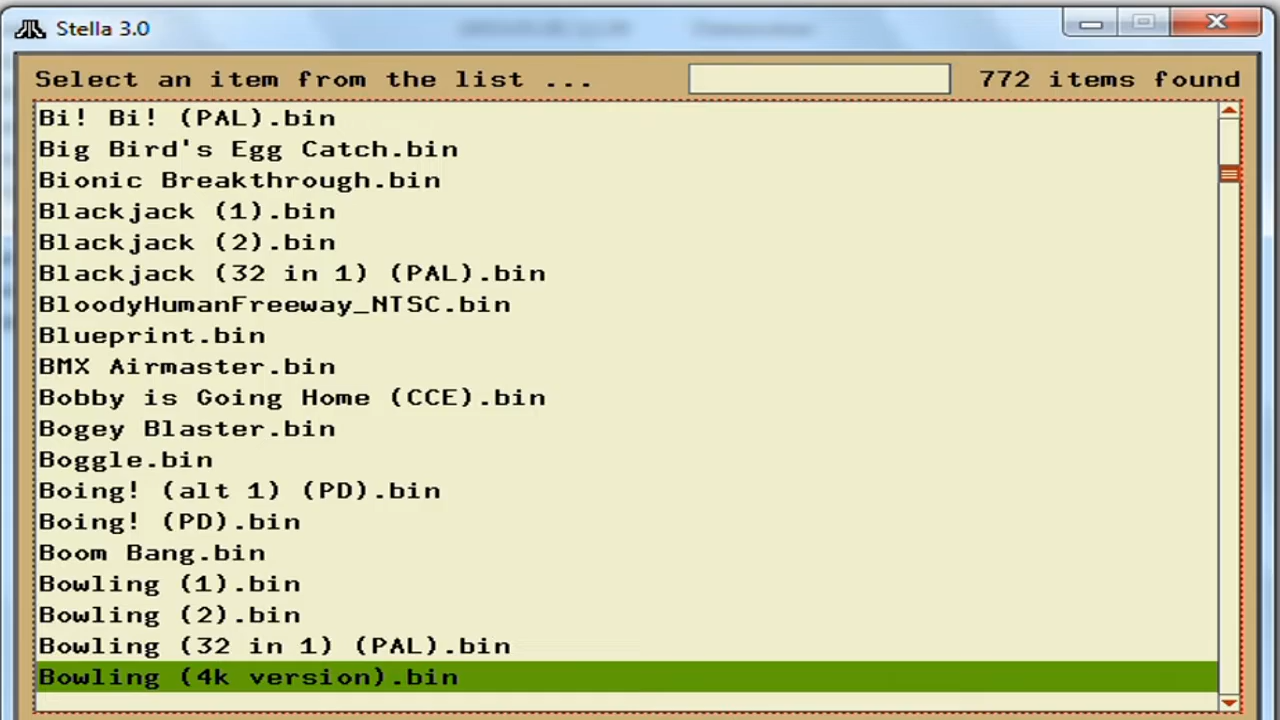 Stella 3.0
Select an item from the list ... 772 items found
Bi! Bi! (PAL).bin
Big Bird's Egg Catch.bin
Bionic Breakthrough.bin
Blackjack (1).bin
Blackjack (2).bin
Blackjack (32 in 1) (PAL).bin
BloodyHumanFreeway_NTSC.bin
Blueprint.bin
BMX Airmaster.bin
Bobby is Going Home (CCE).bin
Bogey Blaster.bin
Boggle.bin
Boing! (alt 1) (PD).bin
Boing! (PD).bin
Boom Bang.bin
Bowling (1).bin
Bowling (2).bin
Bowling (32 in 1) (PAL).bin
Bowling (4k version).bin